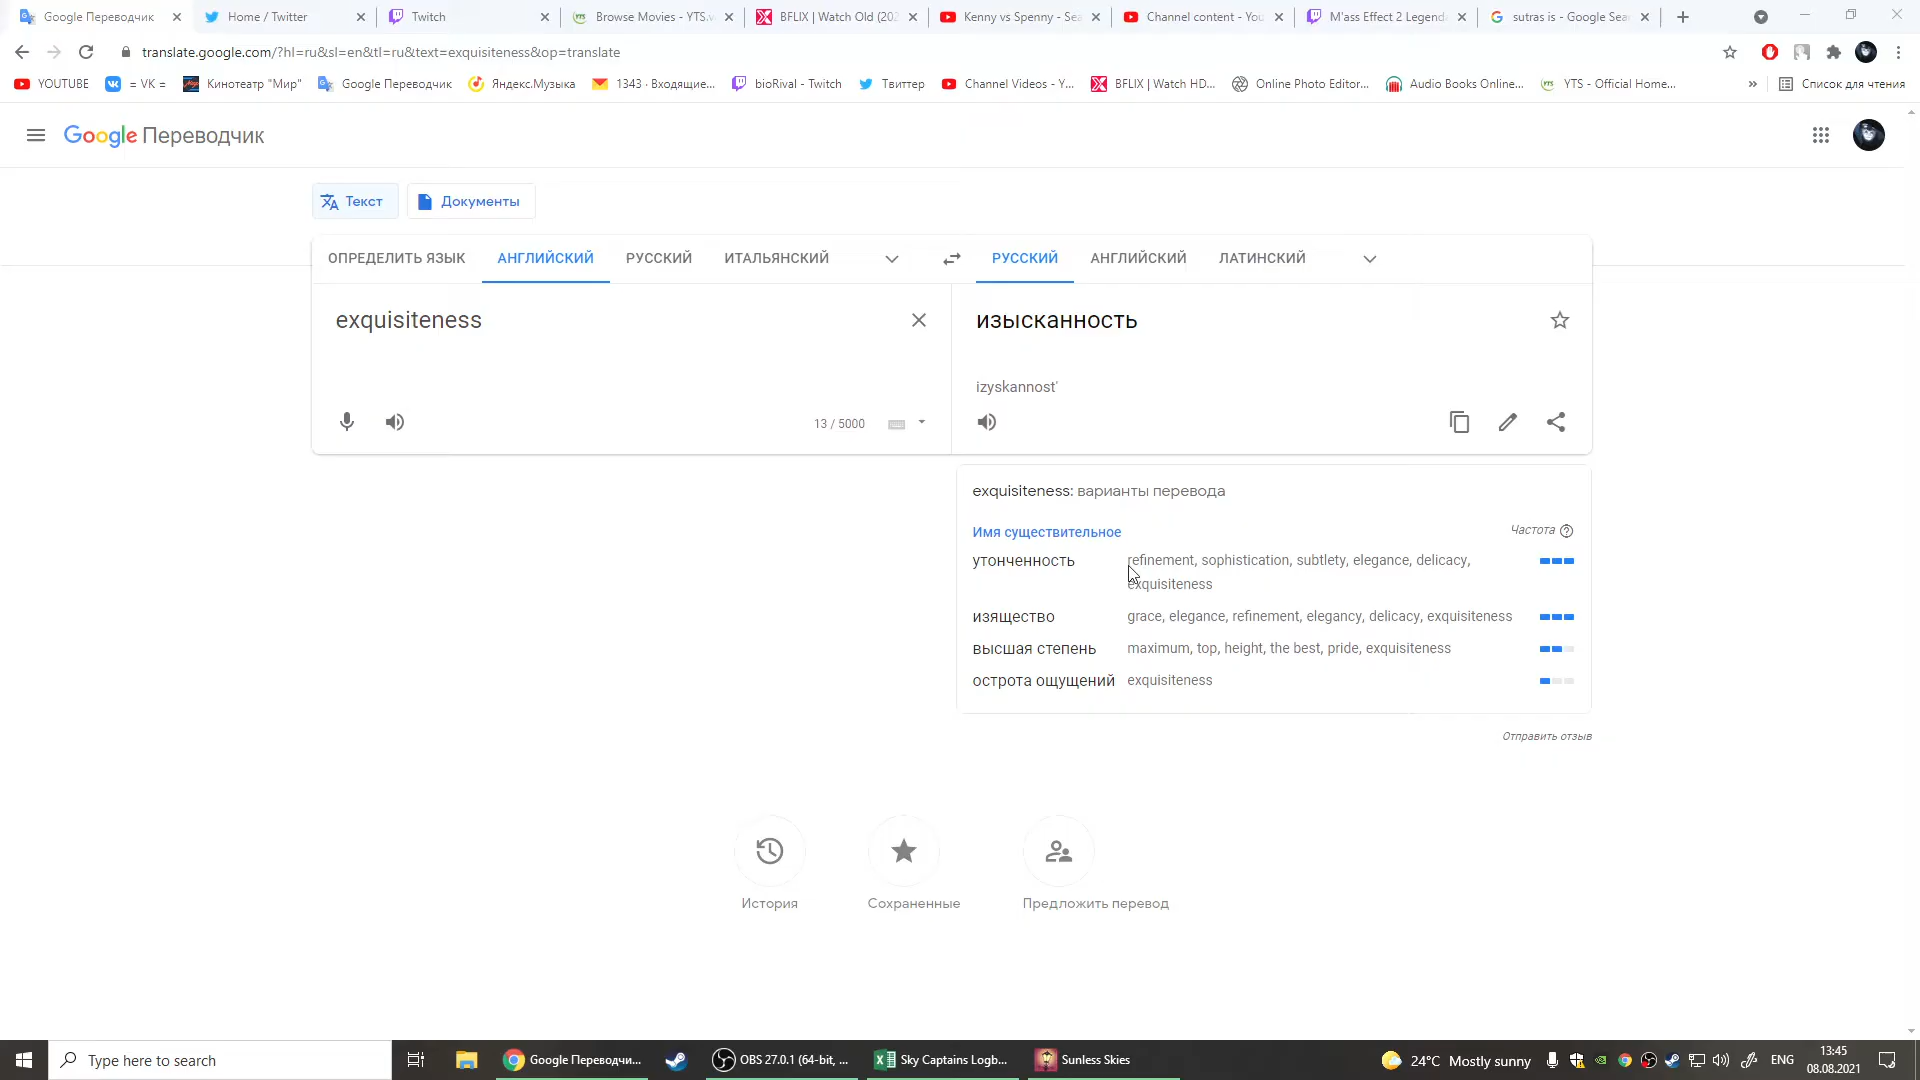 Google Переводчик
Home / Twitter
Twitch
Browse Movies - YTS.
BFLIX | Watch Old (202
Kenny vs Spenny - Sea
Channel content - You
M'ass Effect 2 Legend
sutras is - Google Sea
translate.google.com/?hl=ru&sl=en&tl=ru&text=exquisiteness&op=translate
YOUTUBE
= VK =
Кинотеатр "Мир"
Google Переводчик
Яндекс.Музыка
1343 · Входящие...
bioRival - Twitch
Твиттер
Channel Videos - Y...
BFLIX | Watch HD...
Online Photo Editor...
Audio Books Online...
YTS - Official Home...
»
Список для чтения
Google Переводчик
Текст
Документы
ОПРЕДЕЛИТЬ ЯЗЫК АНГЛИЙСКИЙ РУССКИЙ ИТАЛЬЯНСКИЙ
РУССКИЙ АНГЛИЙСКИЙ ЛАТИНСКИЙ
exquisiteness
изысканность
izyskannostʹ
13 / 5000
exquisiteness: варианты перевода
Имя существительное
Частота
утонченность refinement, sophistication, subtlety, elegance, delicacy,
exquisiteness
изящество grace, elegance, refinement, elegancy, delicacy, exquisiteness
высшая степень maximum, top, height, the best, pride, exquisiteness
острота ощущений exquisiteness
Отправить отзыв
История
Сохраненные
Предложить перевод
Type here to search
Google Переводчи...
OBS 27.0.1 (64-bit, ...
Sky Captains Logb...
Sunless Skies
24°C Mostly sunny
ENG
13:45
08.08.2021